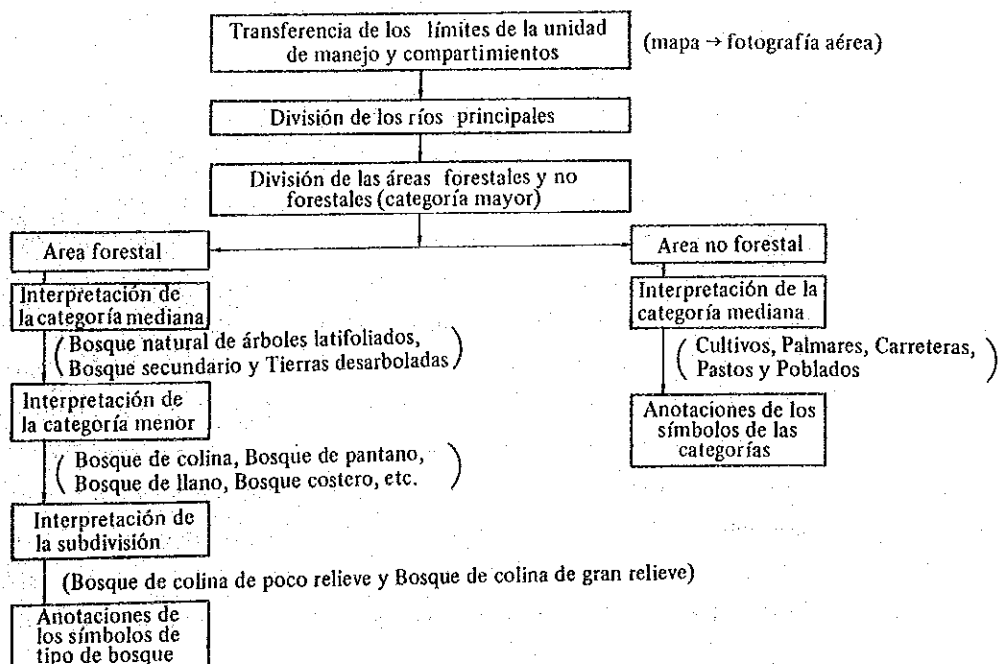 Transferencia de los límites de la unidad
de manejo y compartimientos
(mapa → fotografía aérea)
División de los ríos principales
División de las áreas forestales y no
forestales (categoría mayor)
Area forestal
Interpretación de
la categoría mediana
(Bosque natural de árboles latifoliados,
Bosque secundario y Tierras desarboladas)
Interpretación de
la categoría menor
(Bosque de colina, Bosque de pantano,
Bosque de llano, Bosque costero, etc.)
Interpretación de
la subdivisión
(Bosque de colina de poco relieve y Bosque de colina de gran relieve)
Anotaciones de
los símbolos de
tipo de bosque
Area no forestal
Interpretación de la
categoría mediana
(Cultivos, Palmares, Carreteras,
Pastos y Poblados)
Anotaciones de los
símbolos de las
categorías